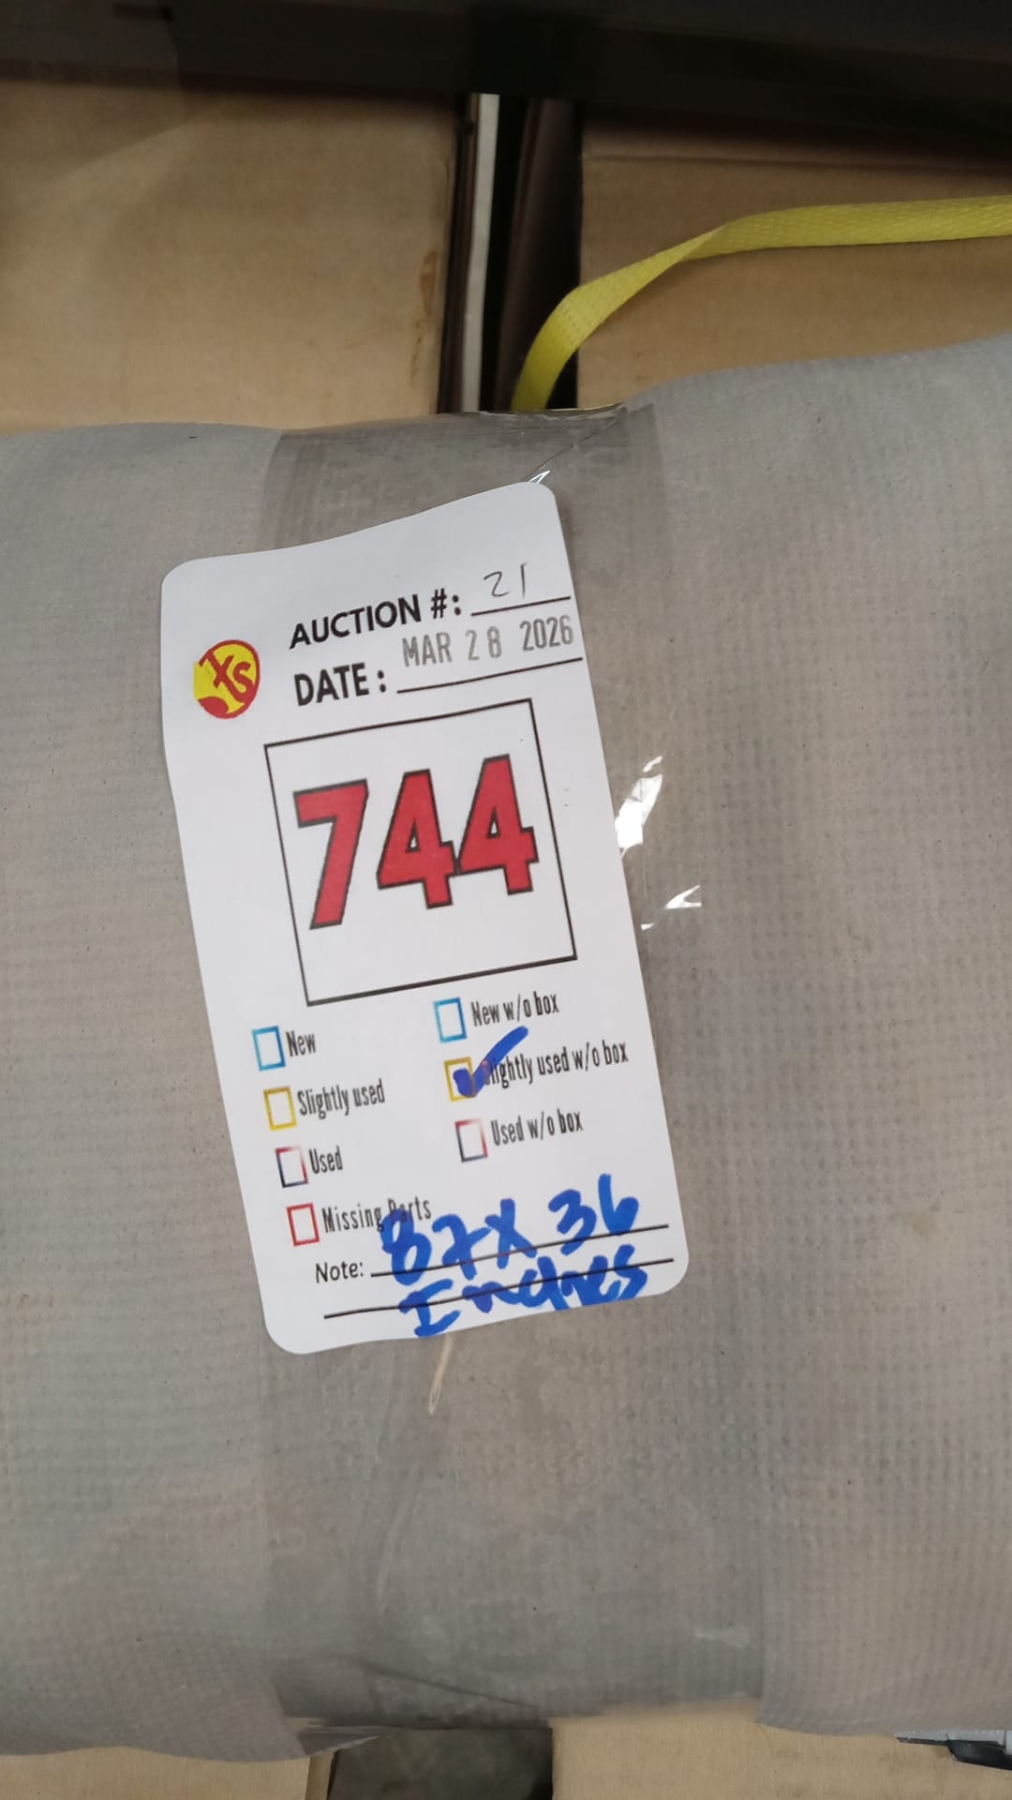 AUCTION #: 21
DATE: MAR 28 2026
XS
744
New
New w/o box
Slightly used
Slightly used w/o box
Used
Used w/o box
Missing Parts
Note: 87 X 36
Inches